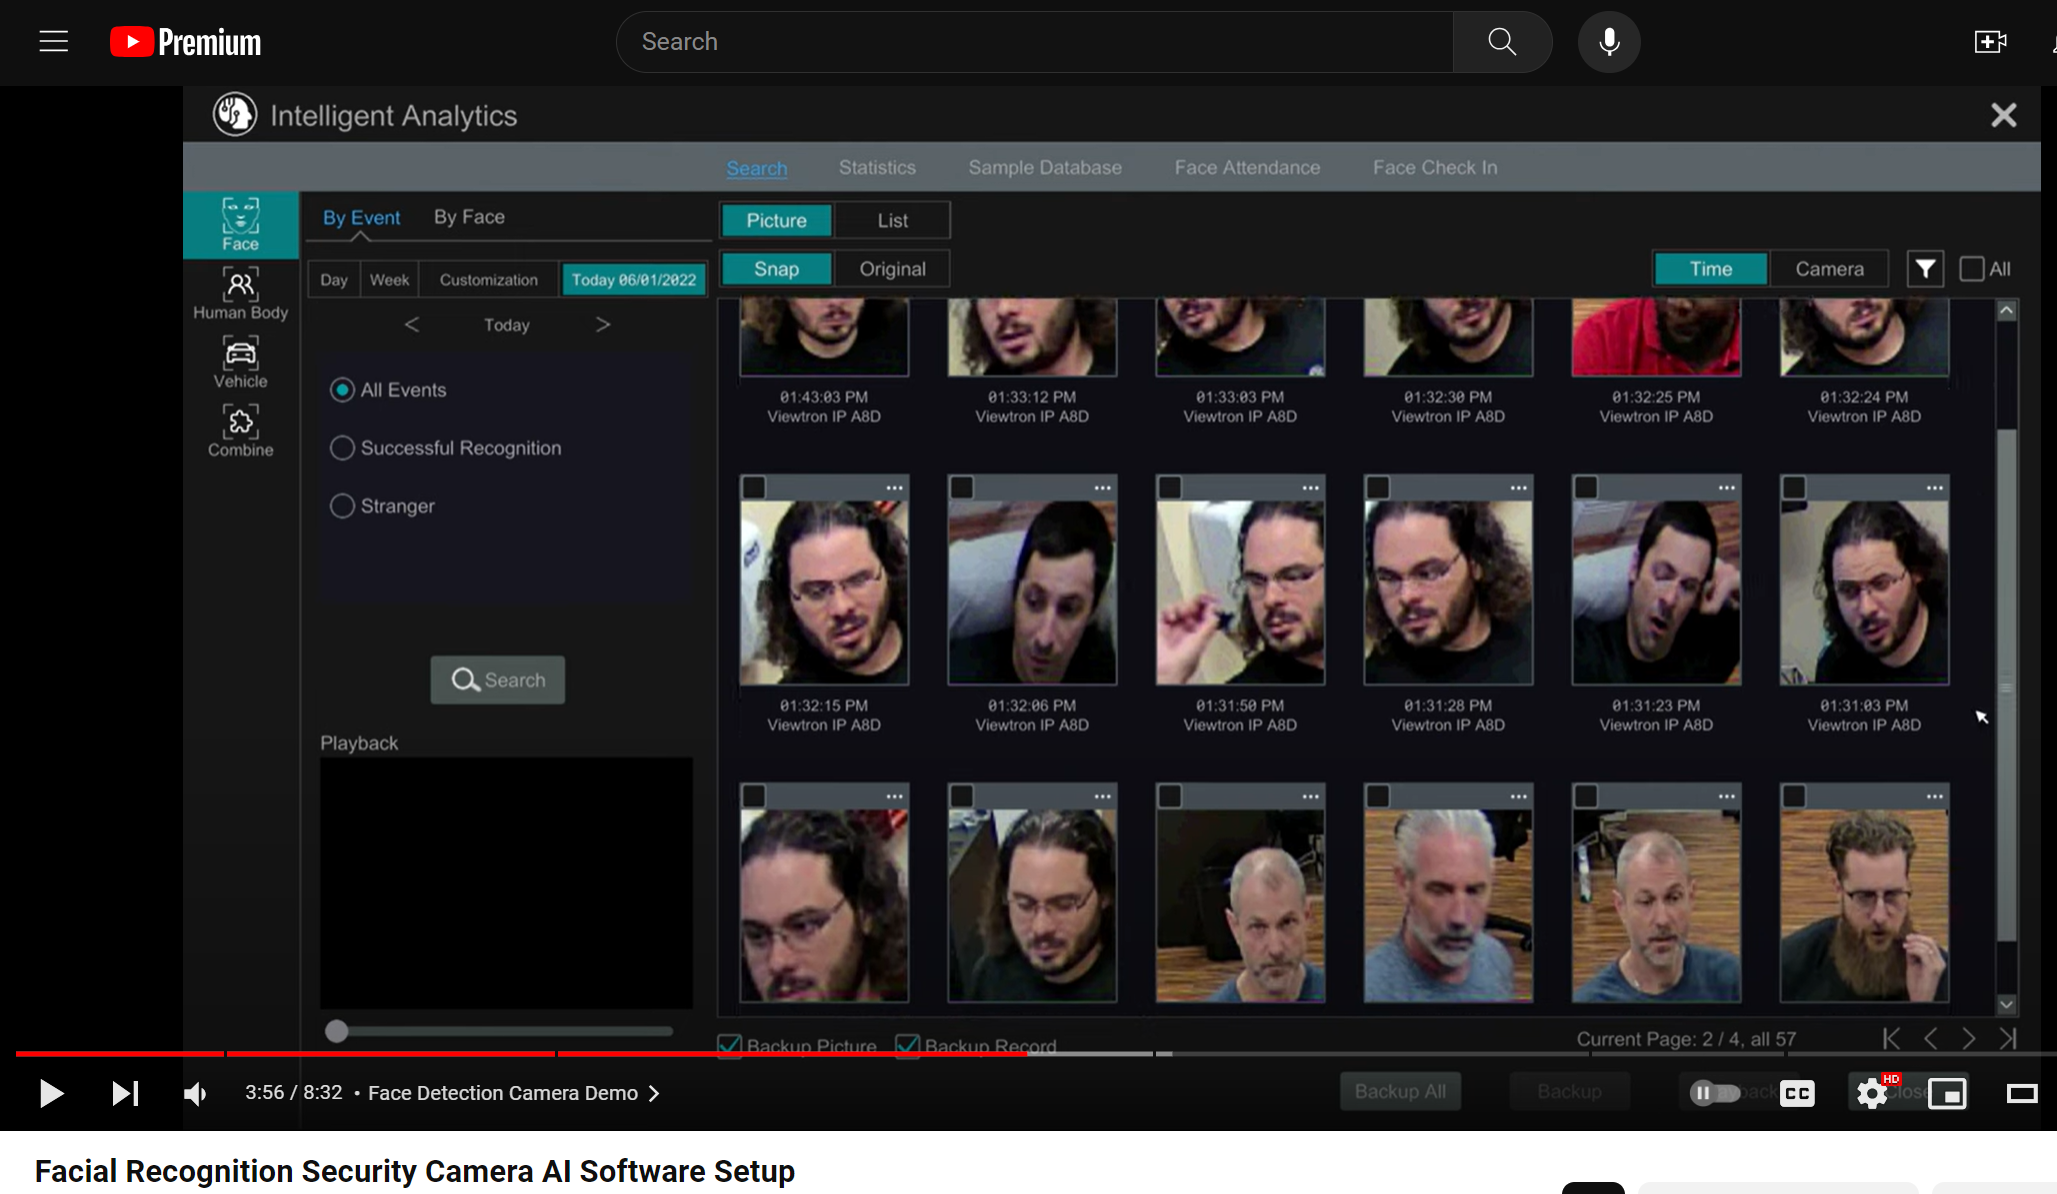 Premium
Search
Intelligent Analytics
Search Statistics Sample Database Face Attendance Face Check In
Face
Human Body
Vehicle
Combine
By Event By Face
Day Week Customization Today 06/01/2022
< Today >
All Events
Successful Recognition
Stranger
Search
Playback
Picture List
Snap Original
Time Camera All
01:43:03 PM 01:33:12 PM 01:33:03 PM 01:32:30 PM 01:32:25 PM 01:32:24 PM
Viewtron IP A8D Viewtron IP A8D Viewtron IP A8D Viewtron IP A8D Viewtron IP A8D Viewtron IP A8D
01:32:15 PM 01:32:06 PM 01:31:50 PM 01:31:28 PM 01:31:23 PM 01:31:03 PM
Viewtron IP A8D Viewtron IP A8D Viewtron IP A8D Viewtron IP A8D Viewtron IP A8D Viewtron IP A8D
Backup Picture Backup Record
Current Page: 2 / 4, all 57
Backup All Backup
3:56 / 8:32 • Face Detection Camera Demo >
CC HD
Facial Recognition Security Camera AI Software Setup